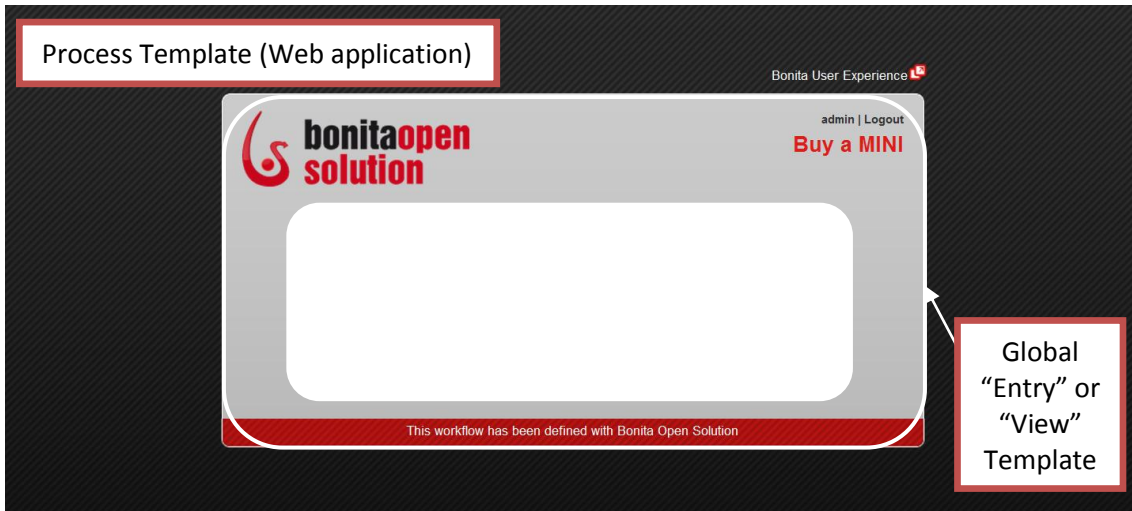 Process Template (Web application)
Bonita User Experience
admin | Logout
bonitaopen
solution
Buy a MINI
Global
“Entry” or
“View”
Template
This workflow has been defined with Bonita Open Solution